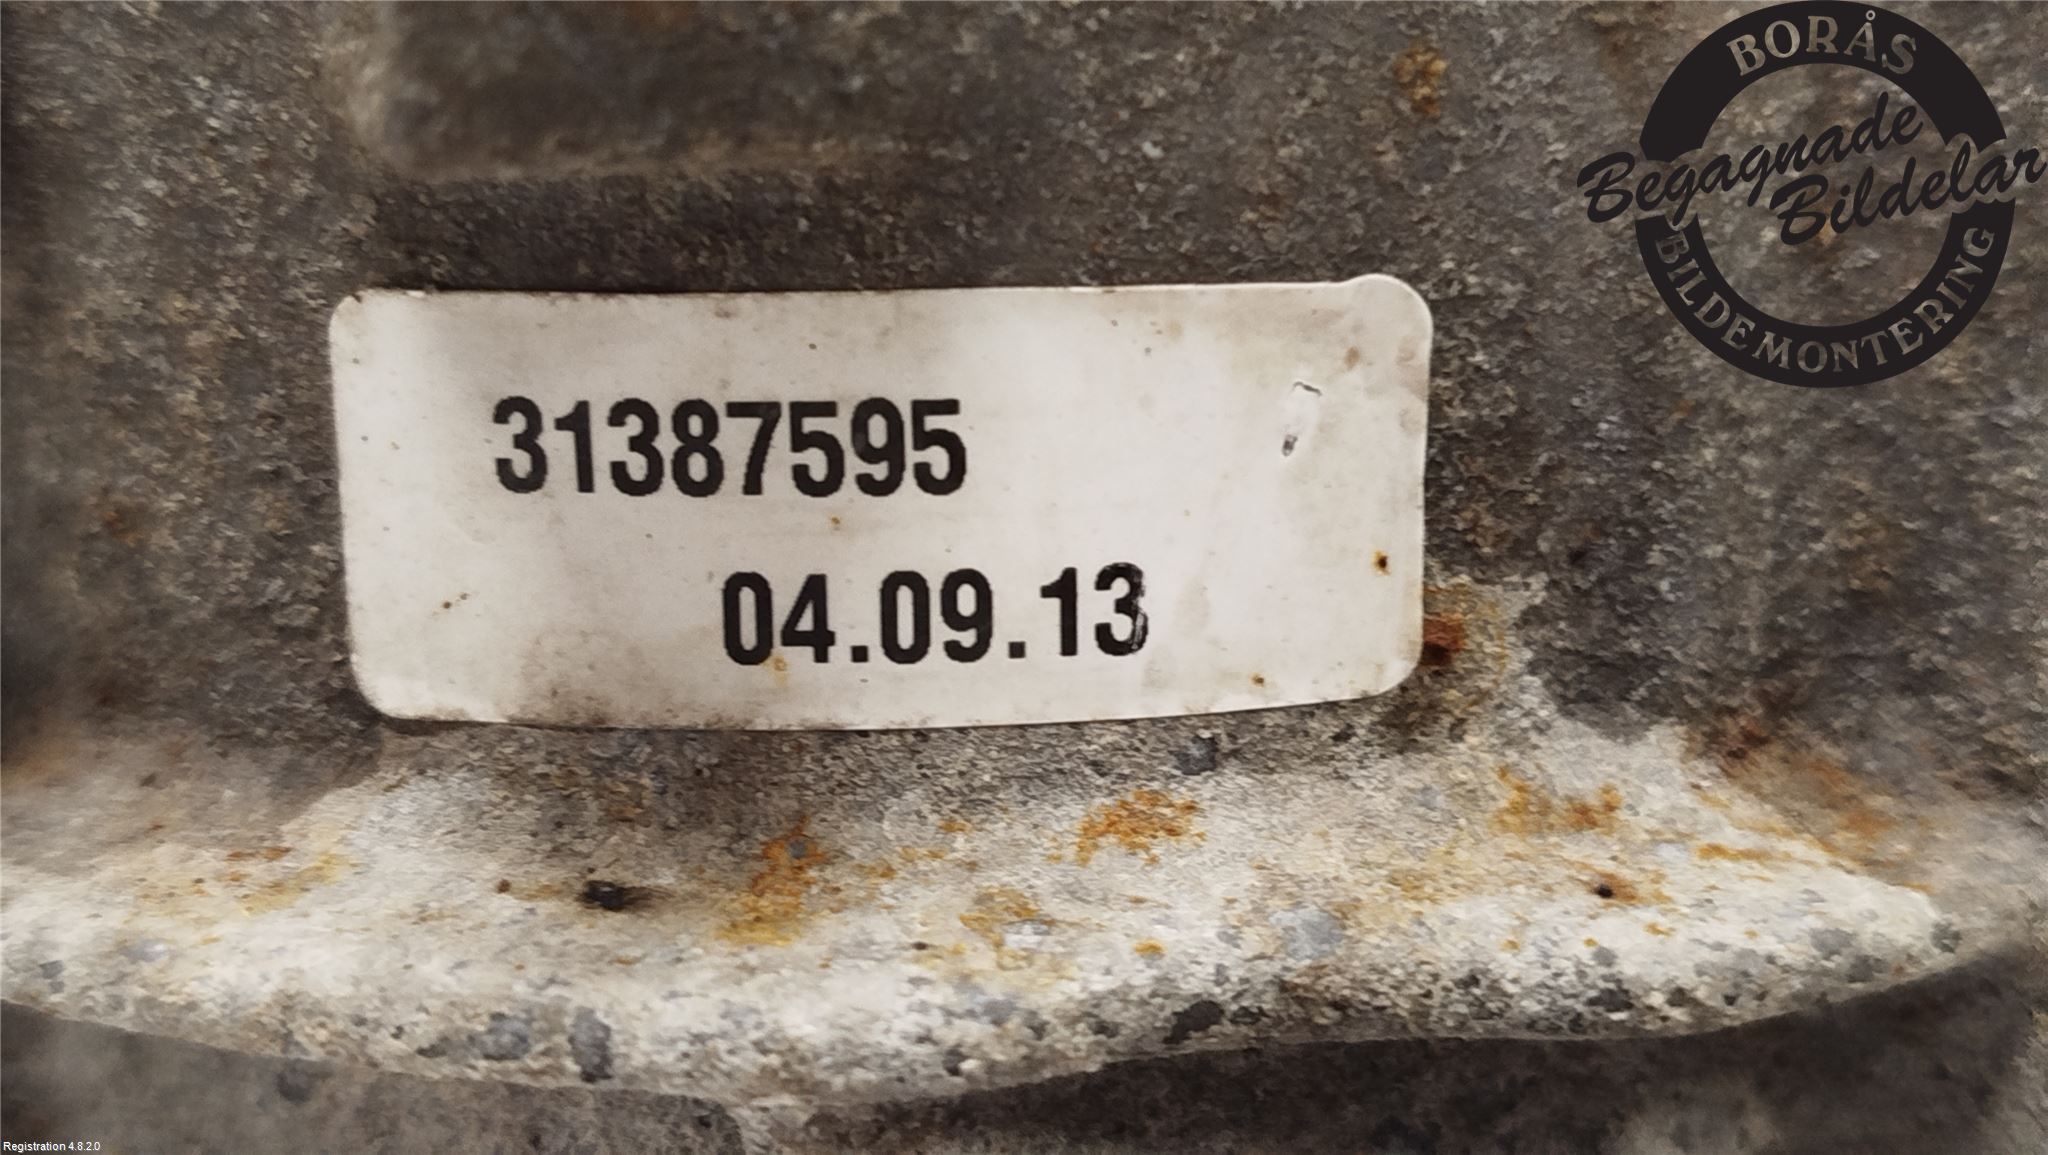 BORÅS
Begagnade
Bildelar
BILDEMONTERING
31387595
04.09.13
Registration 4.8.2.0